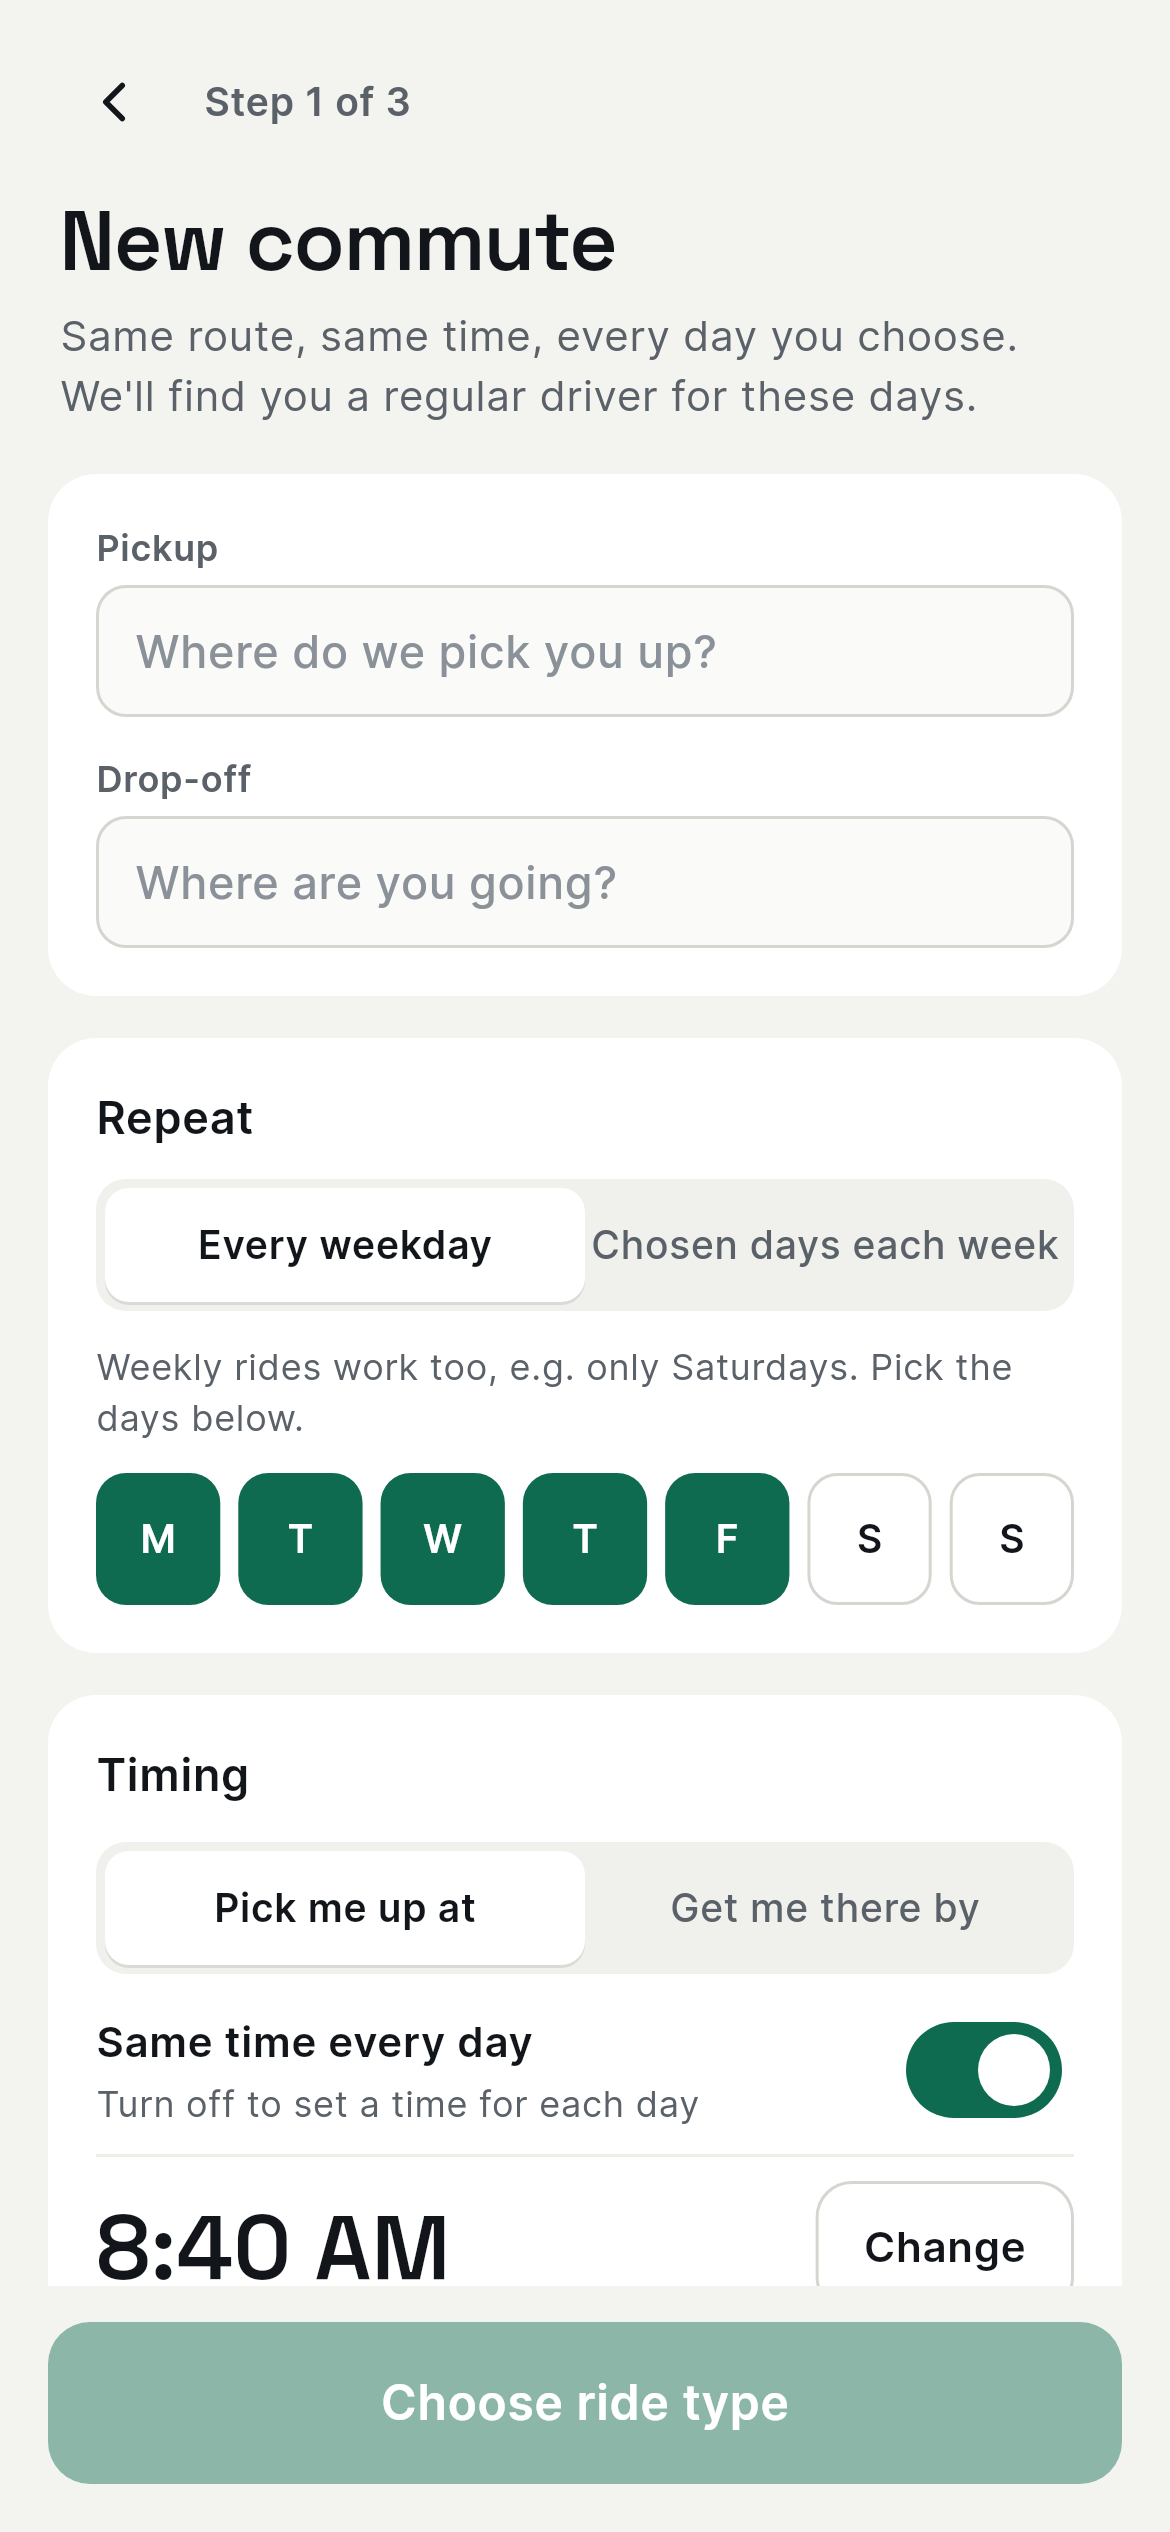 Step 1 of 3
New commute
Same route, same time, every day you choose.
We'll find you a regular driver for these days.
Pickup
Where do we pick you up?
Drop-off
Where are you going?
Repeat
Every weekday Chosen days each week
Weekly rides work too, e.g. only Saturdays. Pick the
days below.
M T W T F S S
Timing
Pick me up at Get me there by
Same time every day
Turn off to set a time for each day
8:40 AM Change
Choose ride type